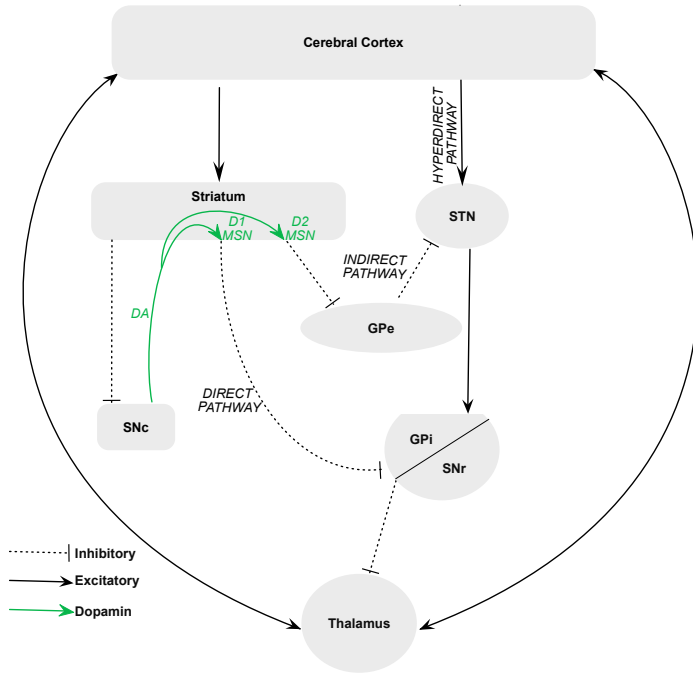 Cerebral Cortex
HYPERDIRECT
PATHWAY
Striatum
D1
MSN
D2
MSN
STN
INDIRECT
PATHWAY
DA
GPe
DIRECT
PATHWAY
SNc
GPi
SNr
Inhibitory
Excitatory
Dopamin
Thalamus